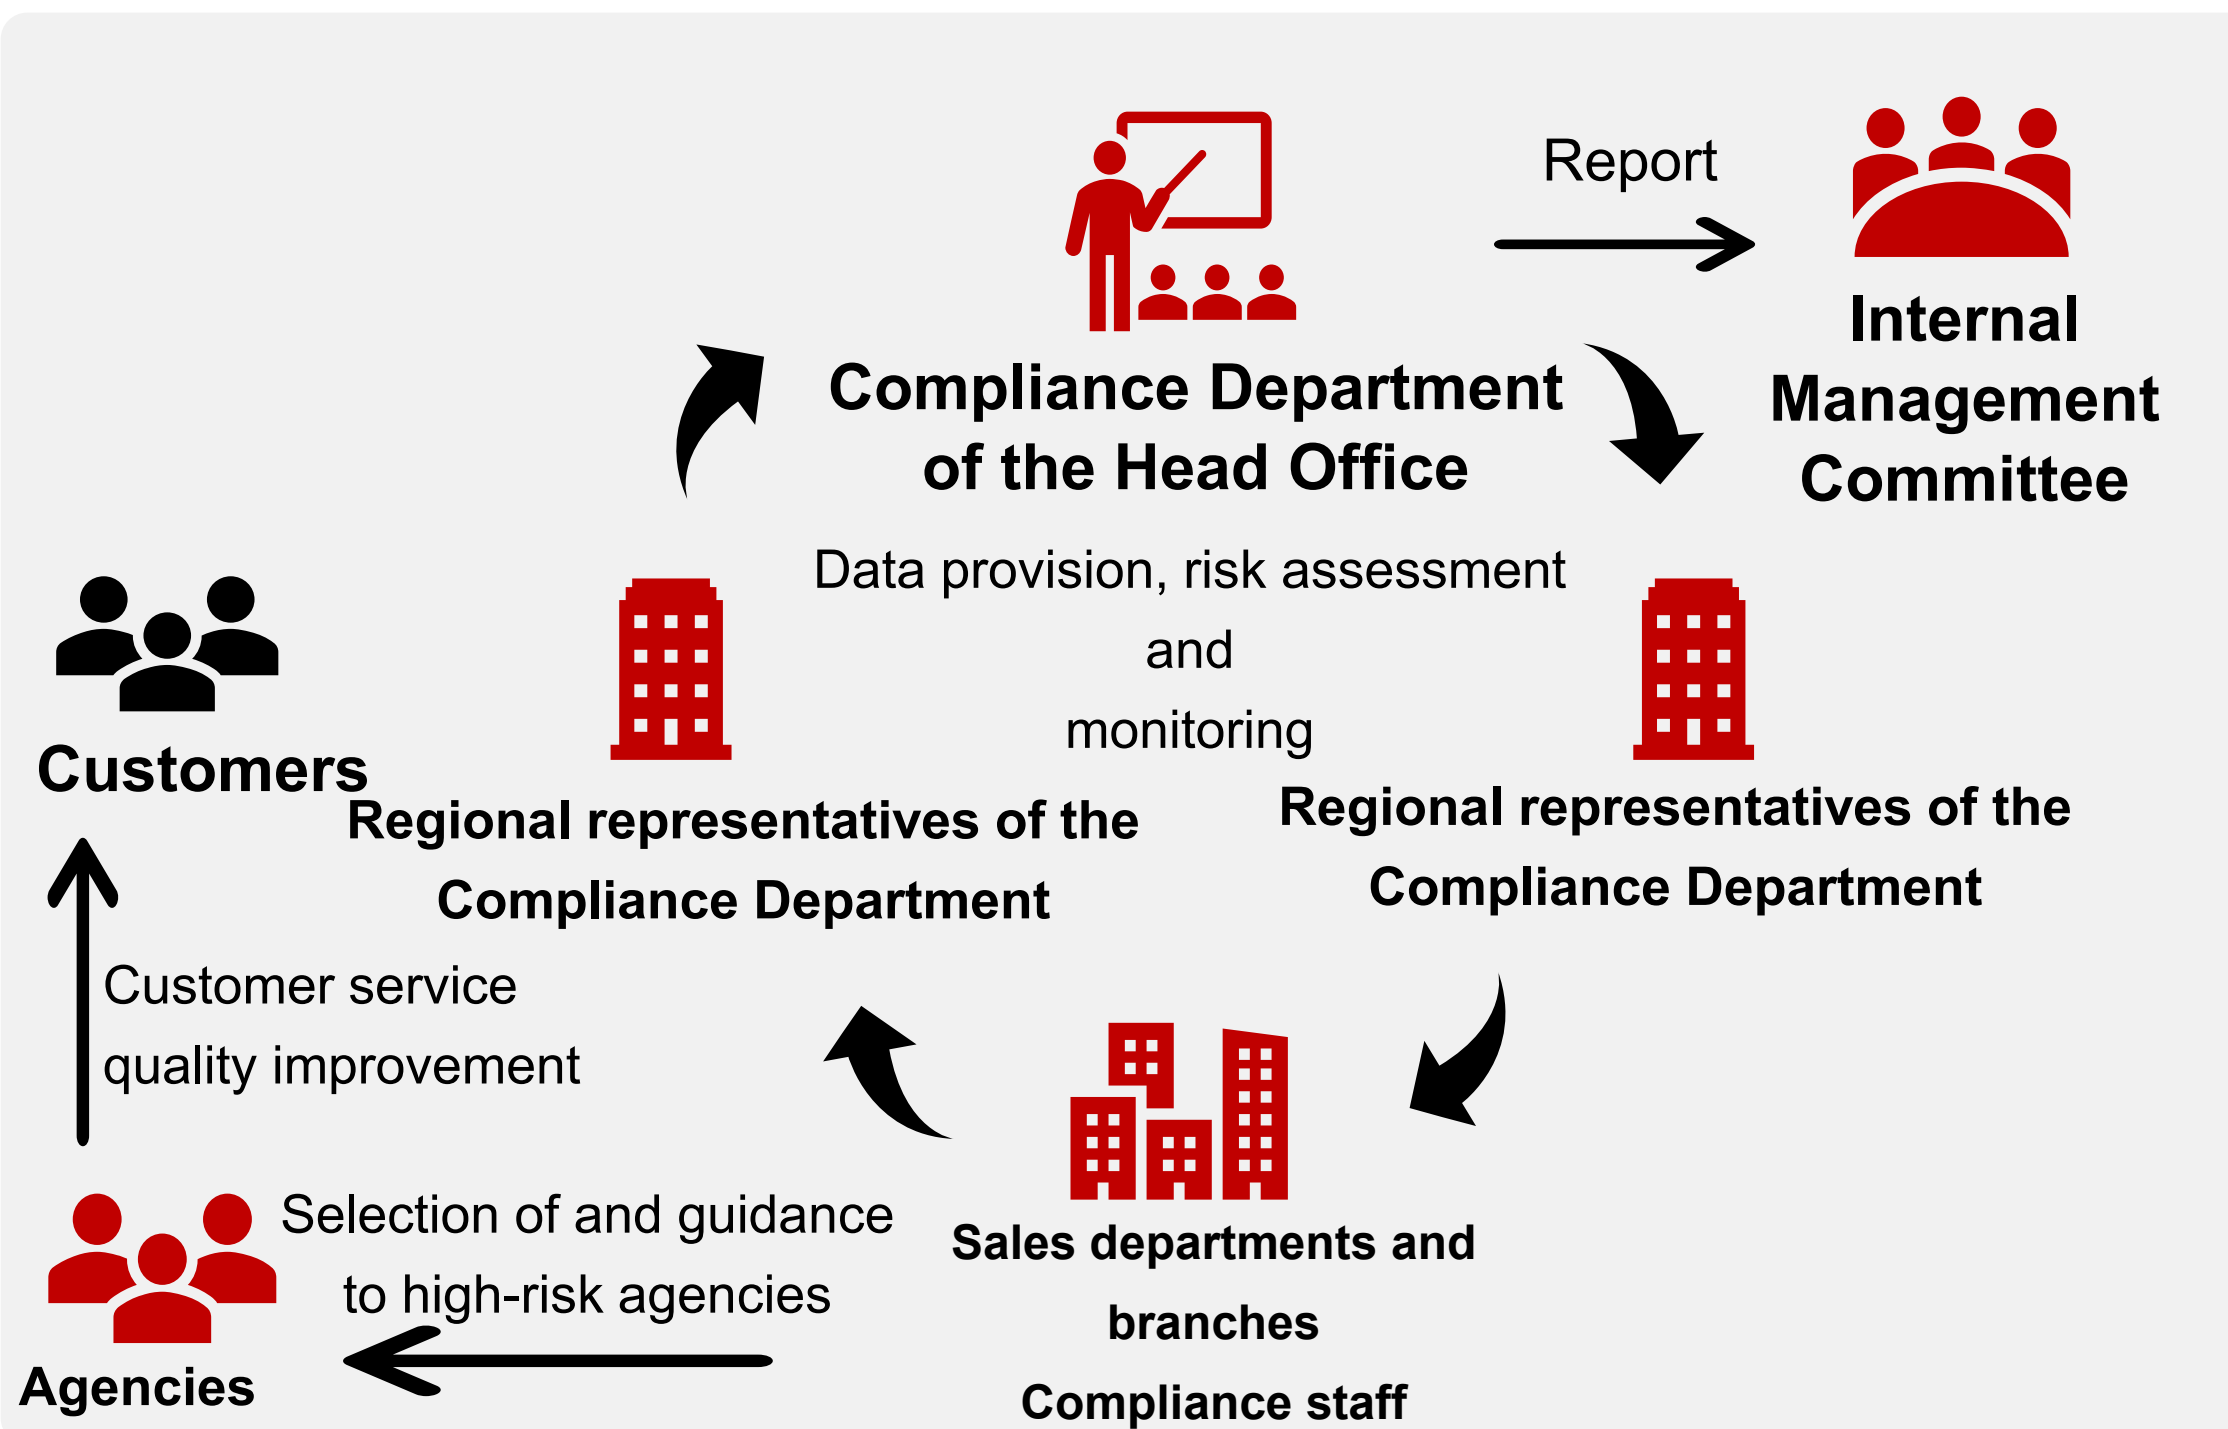 Report
Internal
Management
Committee
Compliance Department
of the Head Office
Data provision, risk assessment
and
monitoring
Customers
Regional representatives of the
Compliance Department
Regional representatives of the
Compliance Department
Customer service
quality improvement
Selection of and guidance
to high-risk agencies
Agencies
Sales departments and
branches
Compliance staff